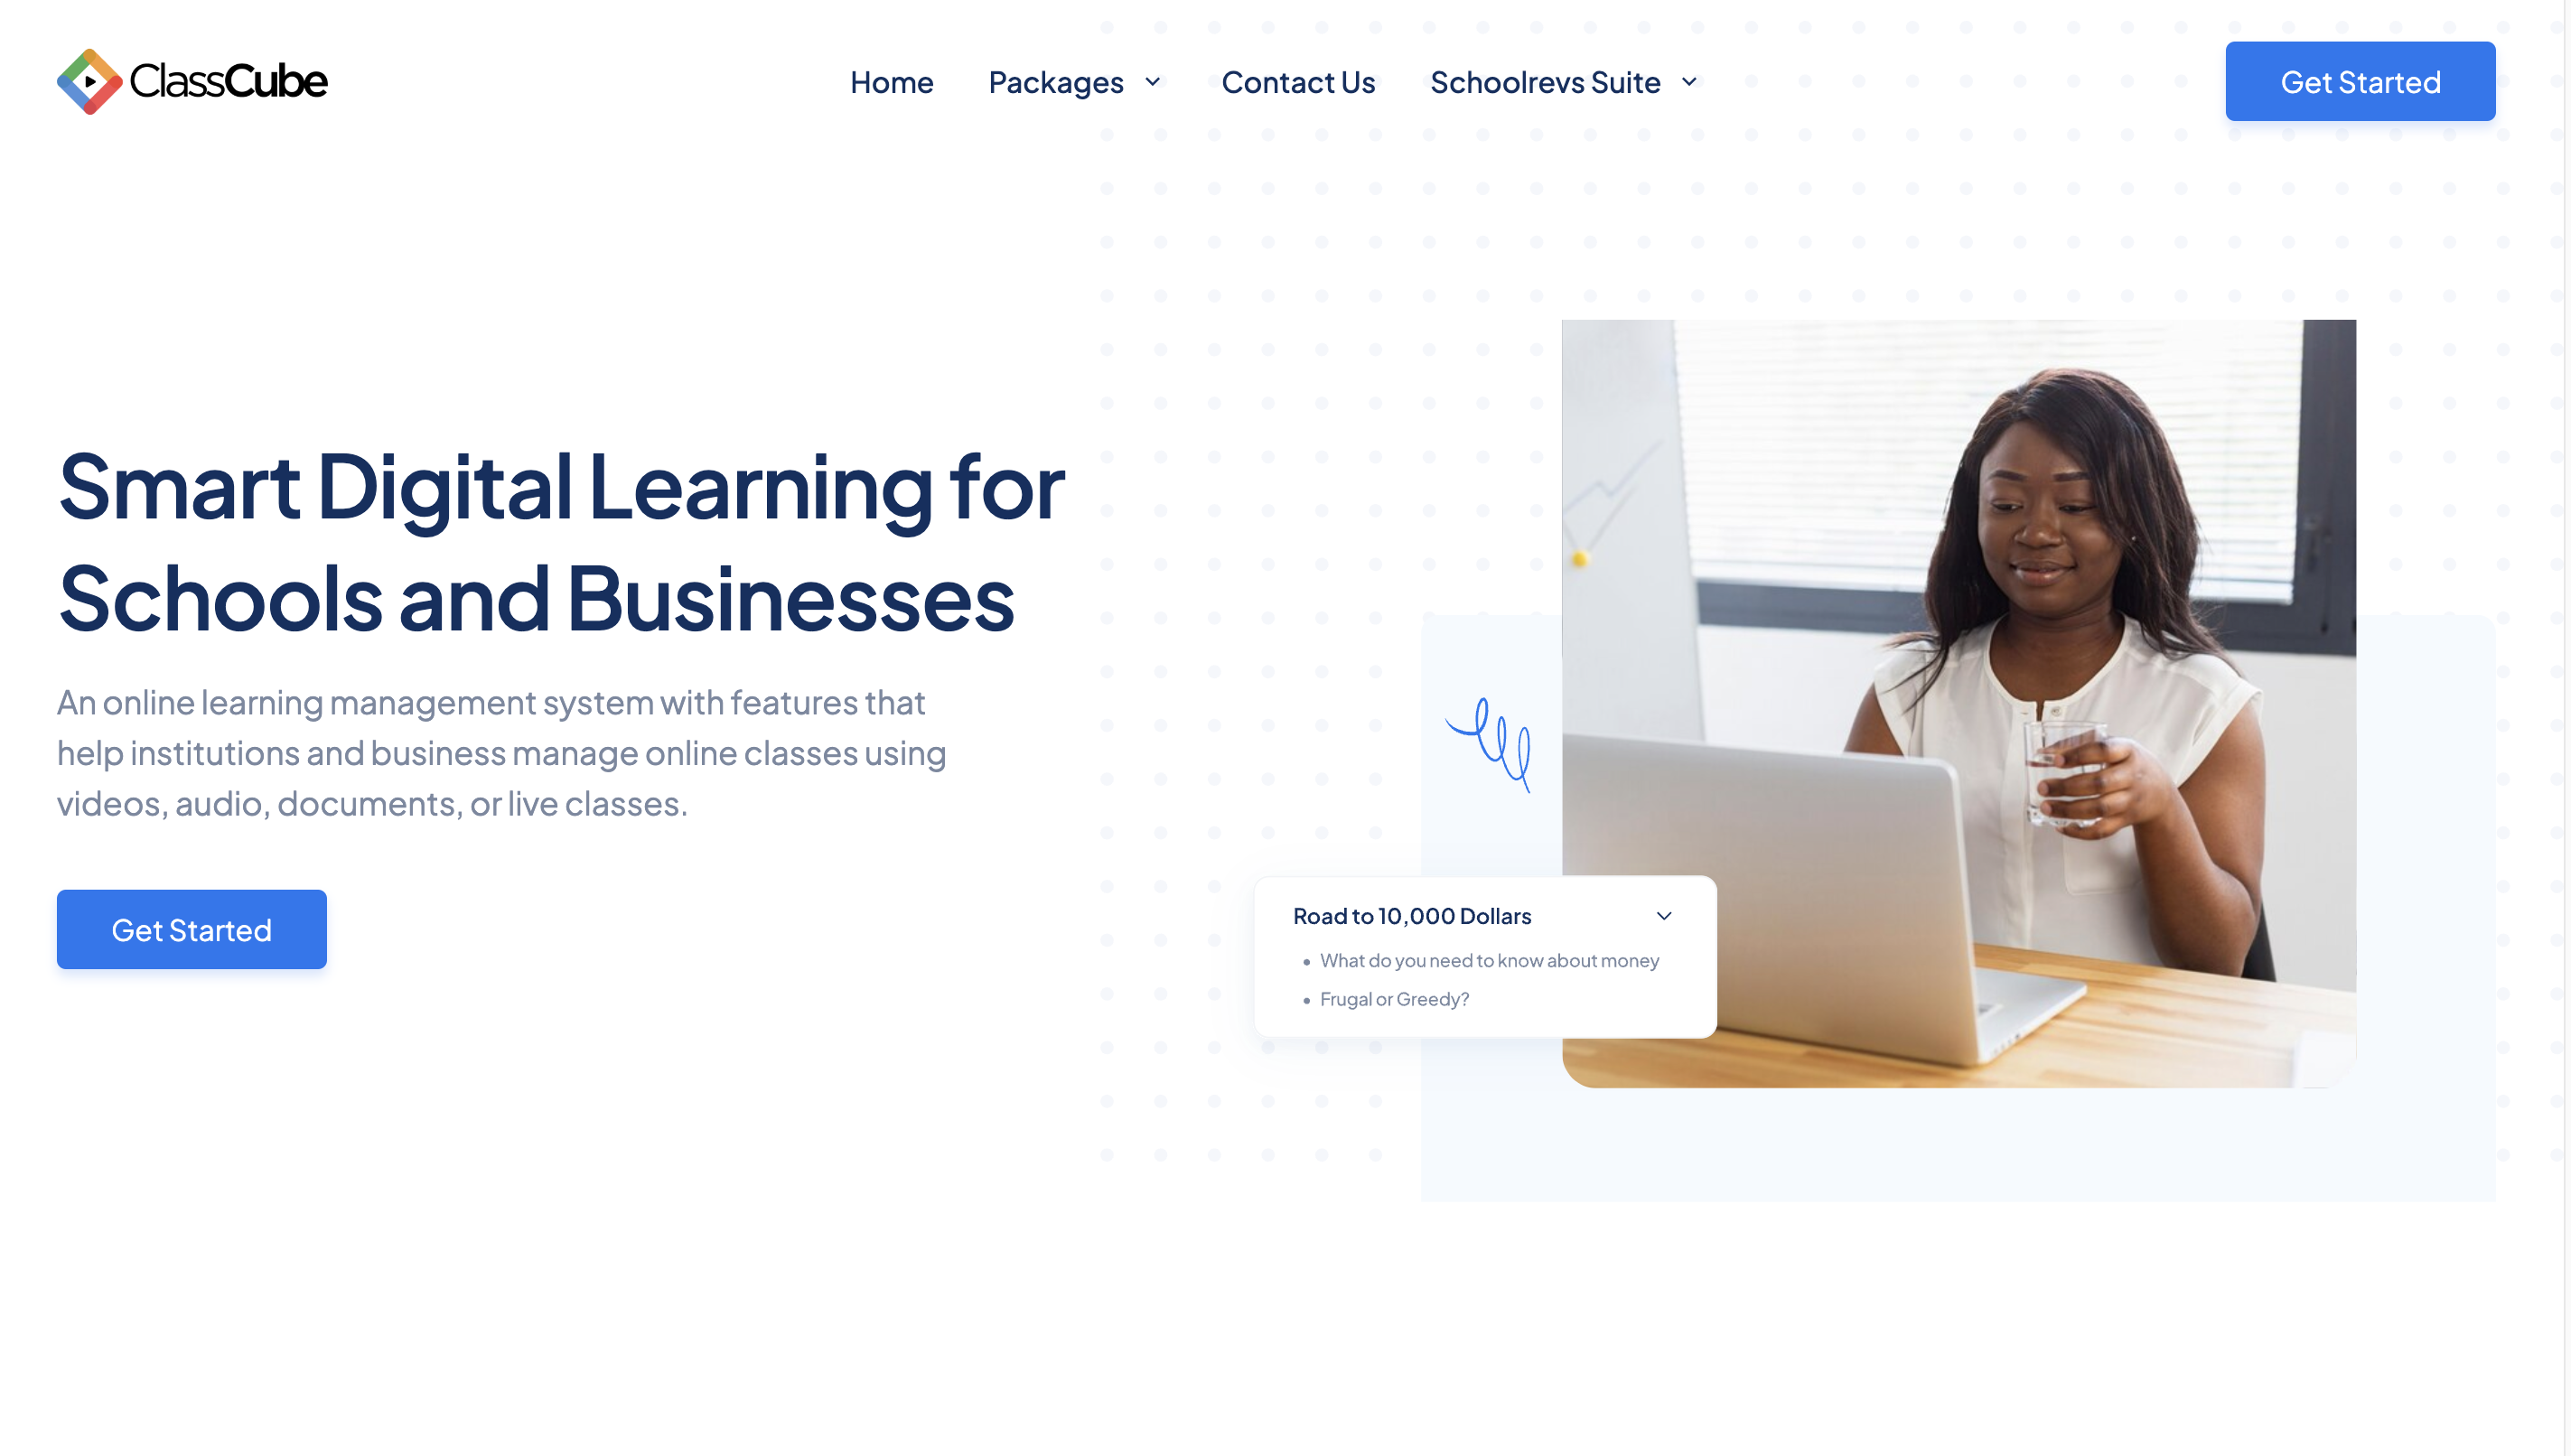 ClassCube
Home
Packages
Contact Us
Schoolrevs Suite
Get Started
Smart Digital Learning for
Schools and Businesses
An online learning management system with features that
help institutions and business manage online classes using
videos, audio, documents, or live classes.
Get Started
Road to 10,000 Dollars
• What do you need to know about money
• Frugal or Greedy?